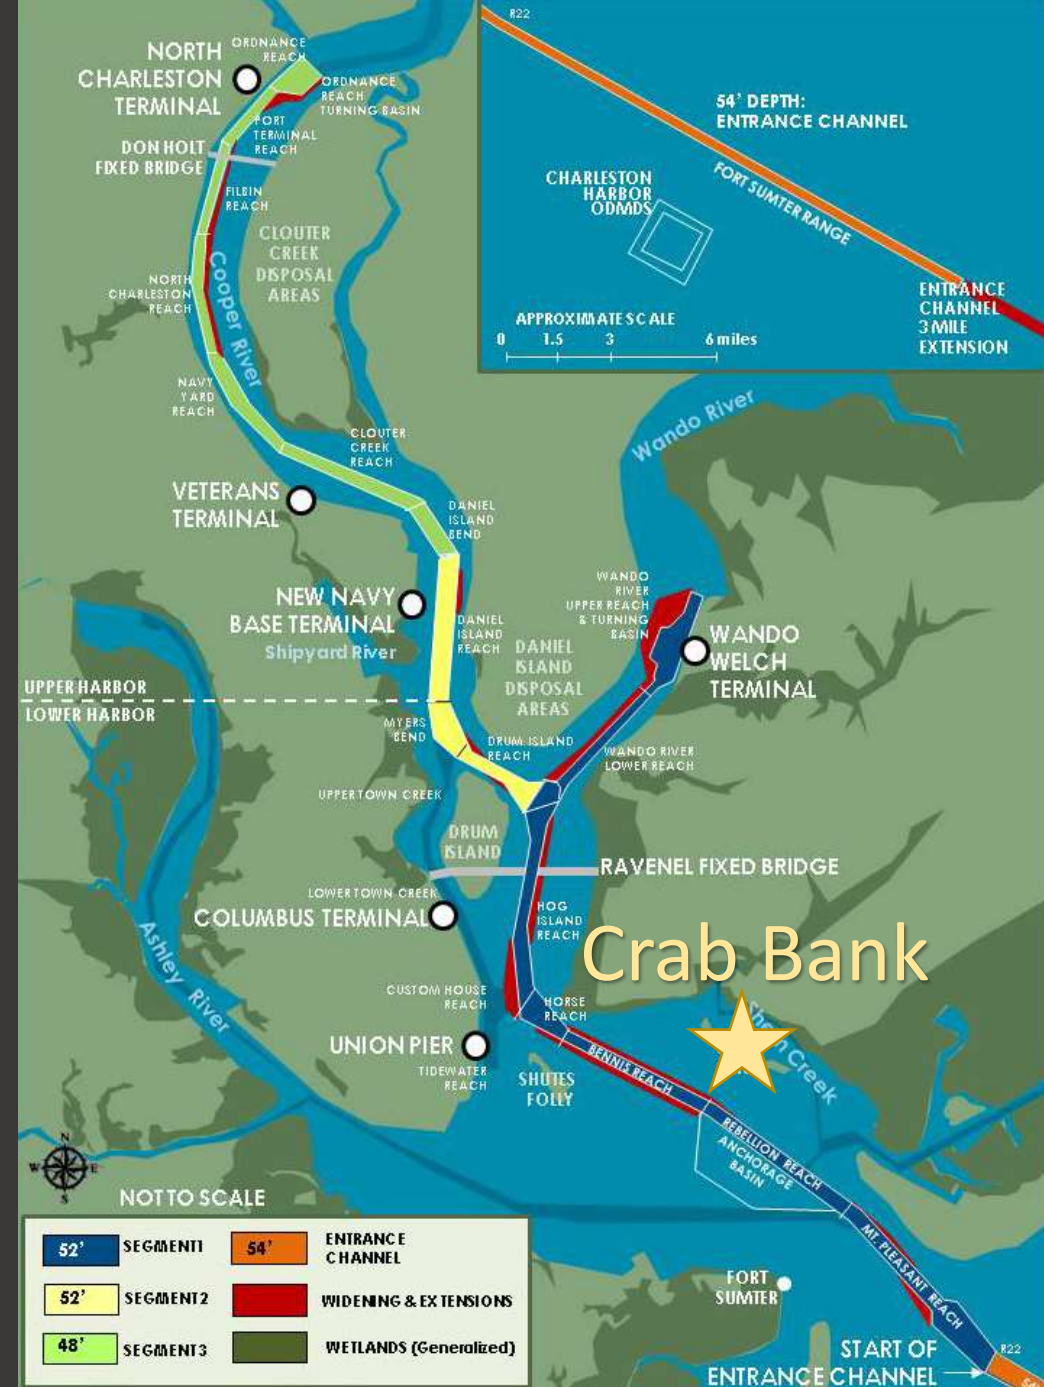 NORTH
CHARLESTON
TERMINAL
ORDNANCE
REACH
ORDNANCE
REACH
TURNING BASIN
PORT
TERMINAL
REACH
DON HOLT
FIXED BRIDGE
FILBIN
REACH
CLOUTER
CREEK
DISPOSAL
AREAS
NORTH
CHARLESTON
REACH
Cooper River
NAVY
YARD
REACH
CLOUTER
CREEK
REACH
R22
54' DEPTH:
ENTRANCE CHANNEL
FORT SUMTER RANGE
CHARLESTON
HARBOR
ODMDS
ENTRANCE
CHANNEL
3 MILE
EXTENSION
APPROXIMATE SCALE
0 1.5 3 6 miles
Wando River
VETERANS
TERMINAL
DANIEL
ISLAND
BEND
NEW NAVY
BASE TERMINAL
Shipyard River
DANIEL
ISLAND
REACH
DANIEL
ISLAND
DISPOSAL
AREAS
WANDO
RIVER
UPPER REACH
& TURNING
BASIN
WANDO
WELCH
TERMINAL
UPPER HARBOR
LOWER HARBOR
MYERS
BEND
DRUM ISLAND
REACH
WANDO RIVER
LOWER REACH
UPPERTOWN CREEK
DRUM
ISLAND
RAVENEL FIXED BRIDGE
LOWERTOWN CREEK
COLUMBUS TERMINAL
HOG
ISLAND
REACH
Crab Bank
Ashley River
CUSTOM HOUSE
REACH
HORSE
REACH
Shem Creek
UNION PIER
TIDEWATER
REACH
SHUTES
FOLLY
BENNIS REACH
REBELLION REACH
ANCHORAGE
BASIN
MT. PLEASANT REACH
N
W E
S
NOT TO SCALE
52' SEGMENT1
54' ENTRANCE
CHANNEL
52' SEGMENT2
WIDENING & EXTENSIONS
48' SEGMENT3
WETLANDS (Generalized)
FORT
SUMTER
START OF
ENTRANCE CHANNEL
R22
54'